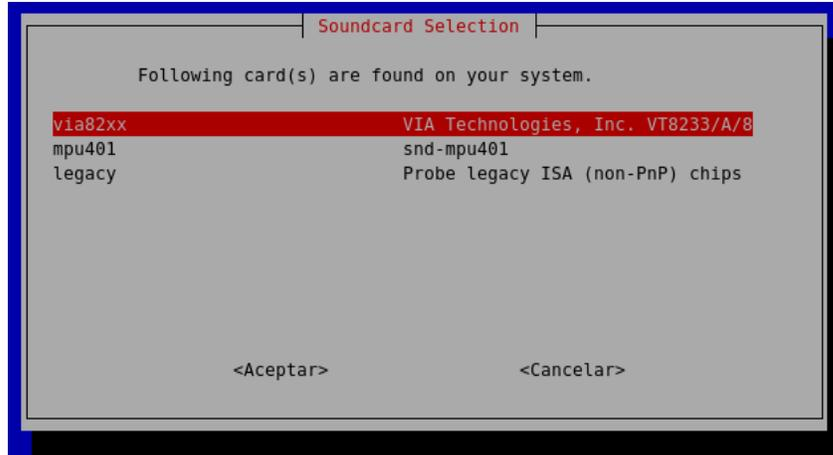 Soundcard Selection
Following card(s) are found on your system.
via82xx VIA Technologies, Inc. VT8233/A/8
mpu401 snd-mpu401
legacy Probe legacy ISA (non-PnP) chips
<Aceptar> <Cancelar>